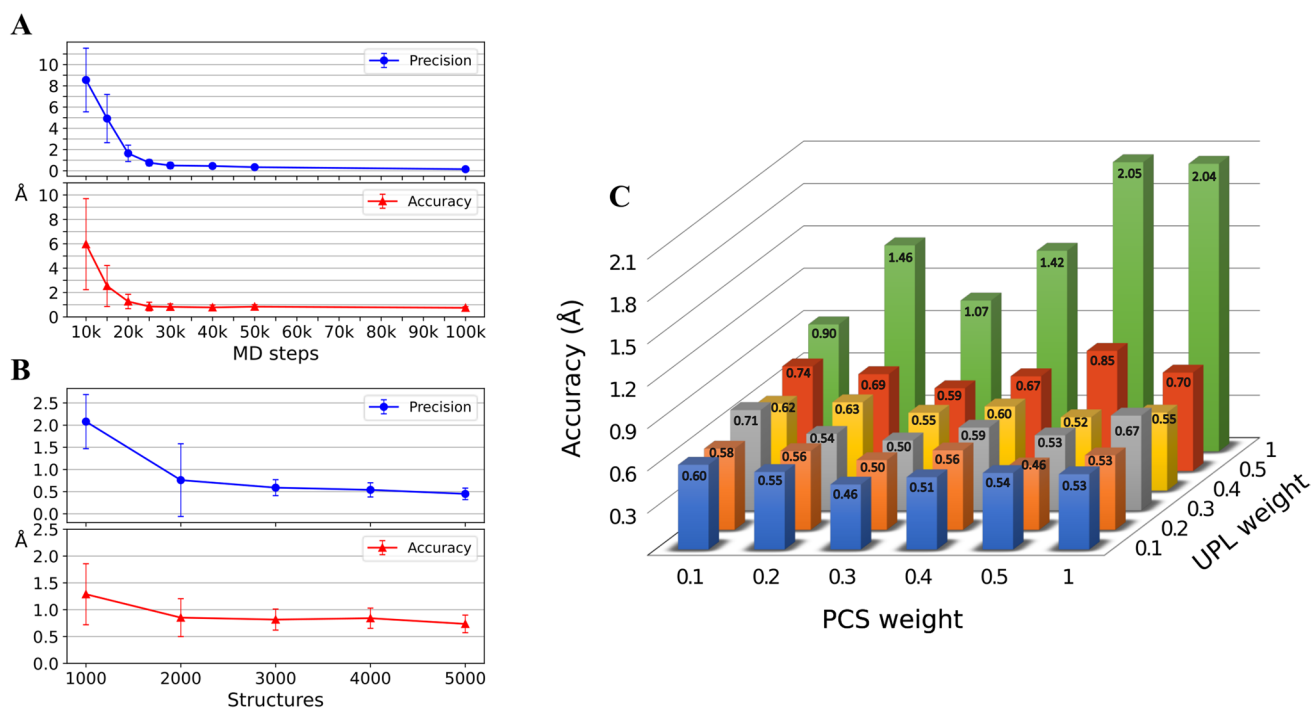 A
Precision
10
8
6
4
2
0
Å
Accuracy
10
8
6
4
2
0
10k 20k 30k 40k 50k 60k 70k 80k 90k 100k
MD steps
B
Precision
2.5
2.0
1.5
1.0
0.5
0.0
Å
Accuracy
2.5
2.0
1.5
1.0
0.5
0.0
1000 2000 3000 4000 5000
Structures
C
Accuracy (Å)
2.1
1.8
1.5
1.2
0.9
0.6
0.3
0.90 1.46 1.07 1.42 2.05 2.04
0.74 0.69 0.59 0.67 0.85 0.70
0.62 0.63 0.55 0.60 0.52 0.55
0.71 0.54 0.50 0.59 0.53 0.67
0.58 0.56 0.50 0.56 0.46 0.53
0.60 0.55 0.46 0.51 0.54 0.53
0.1 0.2 0.3 0.4 0.5 1
PCS weight
1
0.5
0.4
0.3
0.2
0.1
UPL weight